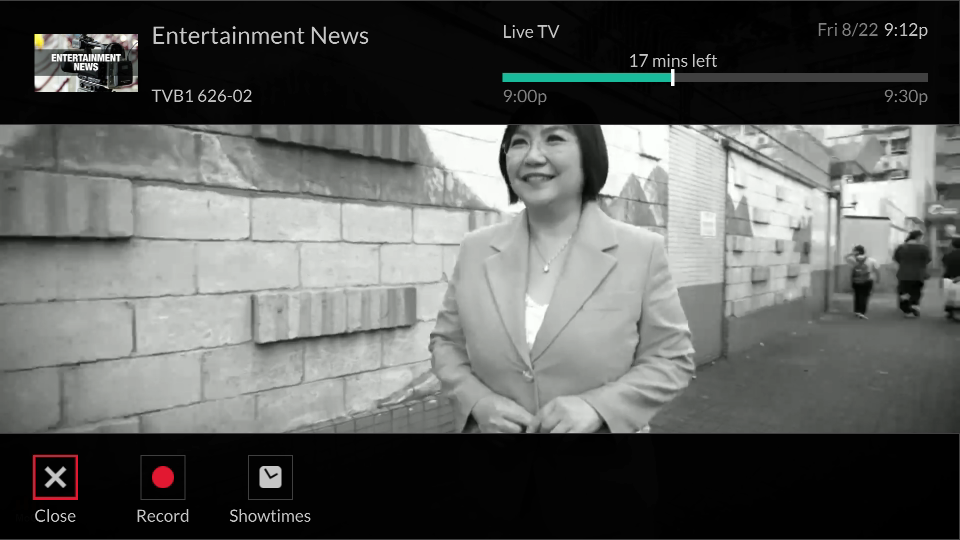 ENTERTAINMENT
NEWS
Entertainment News
TVB1 626-02
Live TV
Fri 8/22 9:12p
17 mins left
9:00p
9:30p
Close
Record
Showtimes